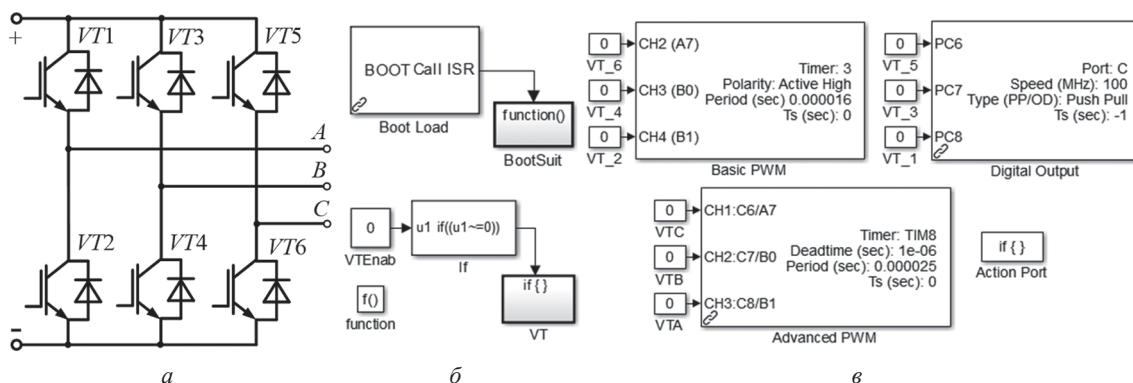 +
VT1
VT3
VT5
A
B
C
VT2
VT4
VT6
-
а
BOOT Call ISR
Boot Load
function()
BootSuit
0
VTEnab
u1 if((u1~=0))
If
if { }
VT
f()
function
б
0
VT_6
CH2 (A7)
0
VT_4
CH3 (B0)
0
VT_2
CH4 (B1)
Timer: 3
Polarity: Active High
Period (sec) 0.000016
Ts (sec): 0
Basic PWM
0
VT_5
PC6
0
VT_3
PC7
0
VT_1
PC8
Port: C
Speed (MHz): 100
Type (PP/OD): Push Pull
Ts (sec): -1
Digital Output
0
VTC
CH1:C6/A7
0
VTB
CH2:C7/B0
0
VTA
CH3:C8/B1
Timer: TIM8
Deadtime (sec): 1e-06
Period (sec): 0.000025
Ts (sec): 0
Advanced PWM
if { }
Action Port
в